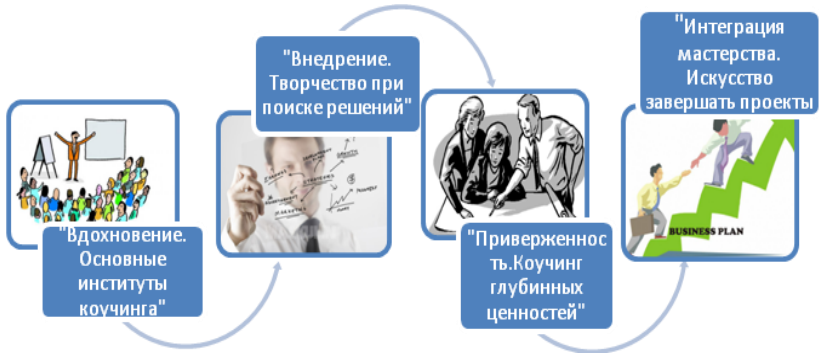 "Вдохновение.
Основные
институты
коучинга"
"Внедрение.
Творчество при
поиске решений"
"Приверженнос
ть.Коучинг
глубинных
ценностей"
"Интеграция
мастерства.
Искусство
завершать проекты
BUSINESS PLAN